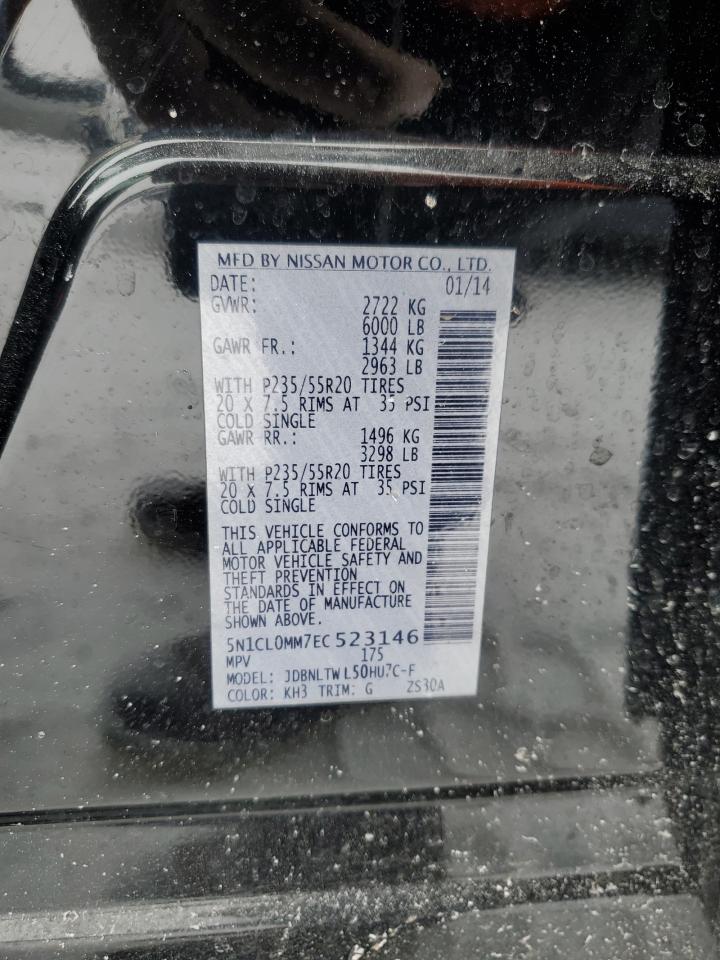 MFD BY NISSAN MOTOR CO., LTD.
DATE: 01/14
GVWR: 2722 KG
6000 LB
GAWR FR.: 1344 KG
2963 LB
WITH P235/55R20 TIRES
20 X 7.5 RIMS AT 35 PSI
COLD SINGLE
GAWR RR.: 1496 KG
3298 LB
WITH P235/55R20 TIRES
20 X 7.5 RIMS AT 35 PSI
COLD SINGLE
THIS VEHICLE CONFORMS TO
ALL APPLICABLE FEDERAL
MOTOR VEHICLE SAFETY AND
THEFT PREVENTION
STANDARDS IN EFFECT ON
THE DATE OF MANUFACTURE
SHOWN ABOVE.
5N1CL0MM7EC523146
MPV 175
MODEL: JDBNLTWL50HU7C-F
COLOR: KH3 TRIM: G ZS30A